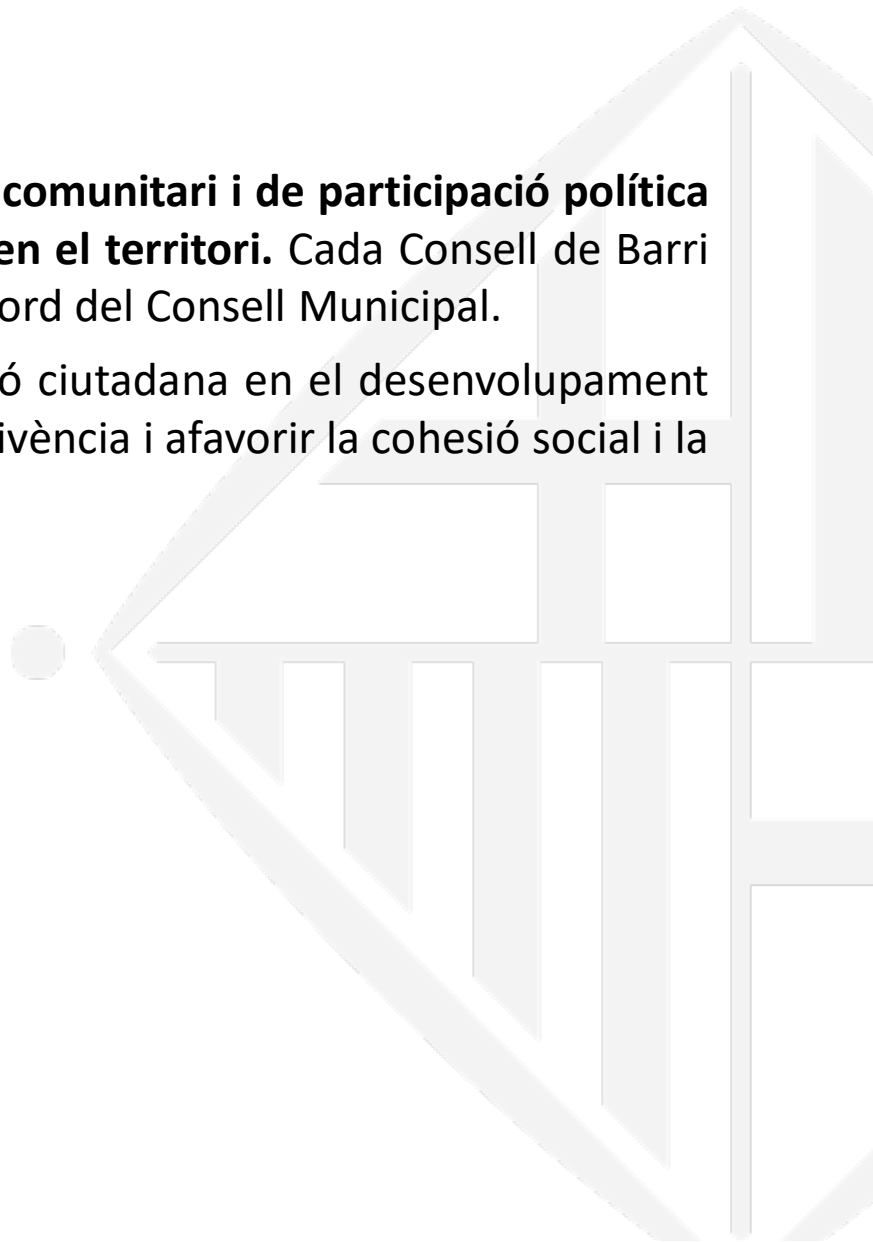 comunitari i de participació política
en el territori. Cada Consell de Barri
ord del Consell Municipal.
ó ciutadana en el desenvolupament
ivència i afavorir la cohesió social i la